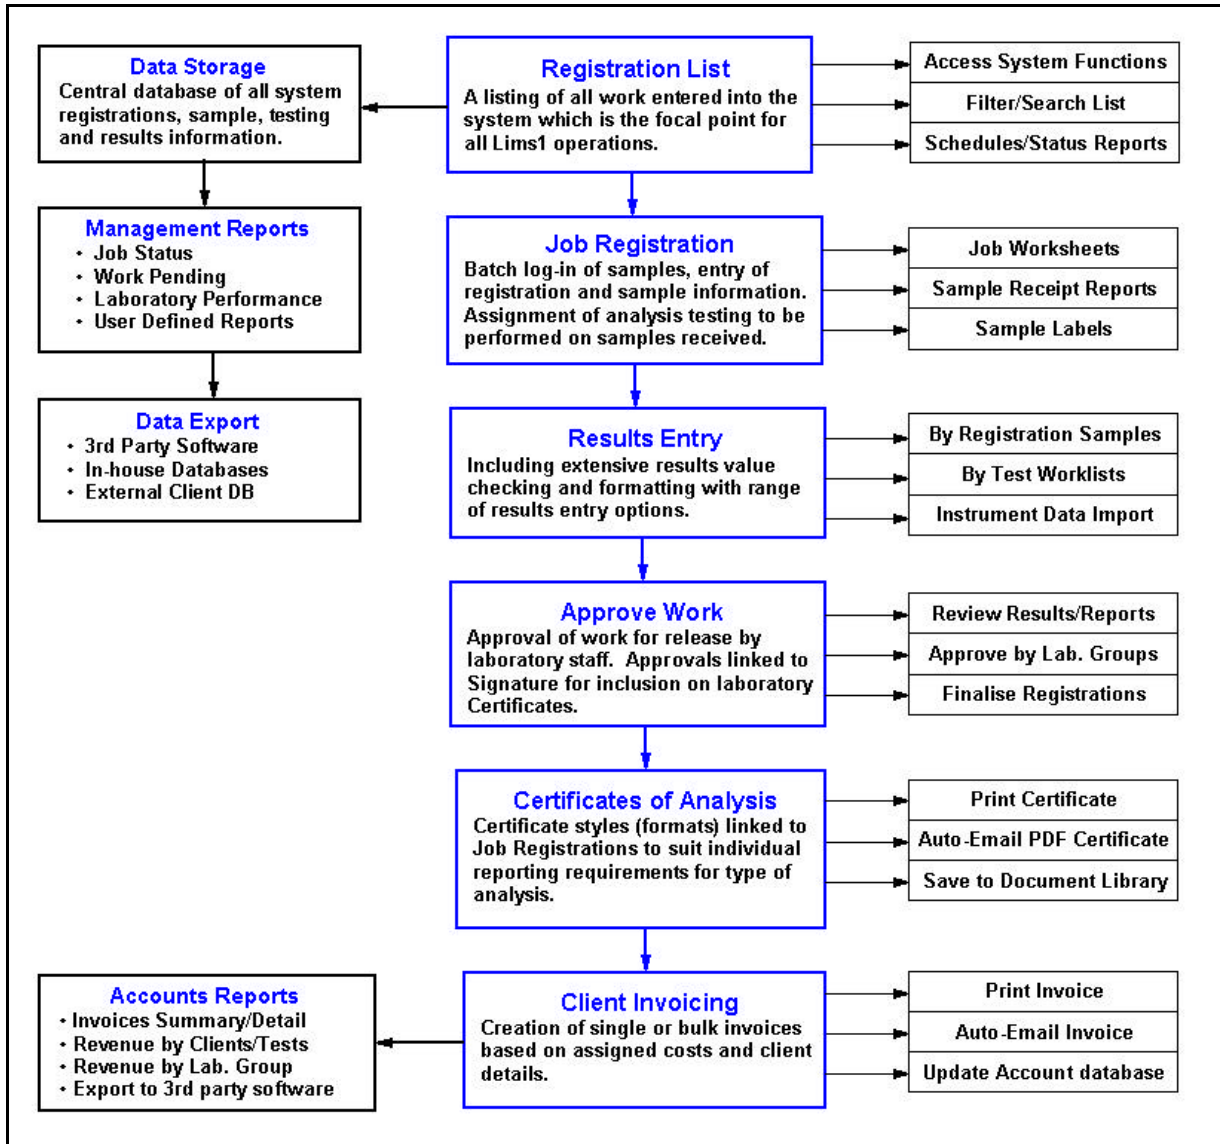 Data Storage
Central database of all system
registrations, sample, testing
and results information.
Management Reports
• Job Status
• Work Pending
• Laboratory Performance
• User Defined Reports
Data Export
• 3rd Party Software
• In-house Databases
• External Client DB
Registration List
A listing of all work entered into the
system which is the focal point for
all Lims1 operations.
Access System Functions
Filter/Search List
Schedules/Status Reports
Job Registration
Batch log-in of samples, entry of
registration and sample information.
Assignment of analysis testing to be
performed on samples received.
Job Worksheets
Sample Receipt Reports
Sample Labels
Results Entry
Including extensive results value
checking and formatting with range
of results entry options.
By Registration Samples
By Test Worklists
Instrument Data Import
Approve Work
Approval of work for release by
laboratory staff.  Approvals linked to
Signature for inclusion on laboratory
Certificates.
Review Results/Reports
Approve by Lab. Groups
Finalise Registrations
Certificates of Analysis
Certificate styles (formats) linked to
Job Registrations to suit individual
reporting requirements for type of
analysis.
Print Certificate
Auto-Email PDF Certificate
Save to Document Library
Client Invoicing
Creation of single or bulk invoices
based on assigned costs and client
details.
Print Invoice
Auto-Email Invoice
Update Account database
Accounts Reports
• Invoices Summary/Detail
• Revenue by Clients/Tests
• Revenue by Lab. Group
• Export to 3rd party software